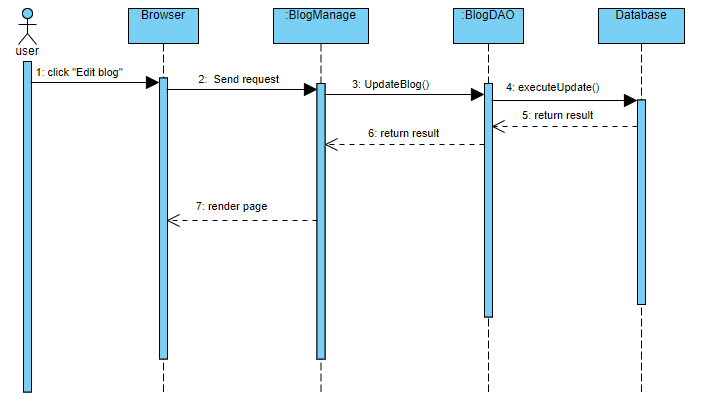 Browser
:BlogManage
:BlogDAO
Database
user
1: click "Edit blog"
2: Send request
3: UpdateBlog()
4: executeUpdate()
5: return result
6: return result
7: render page